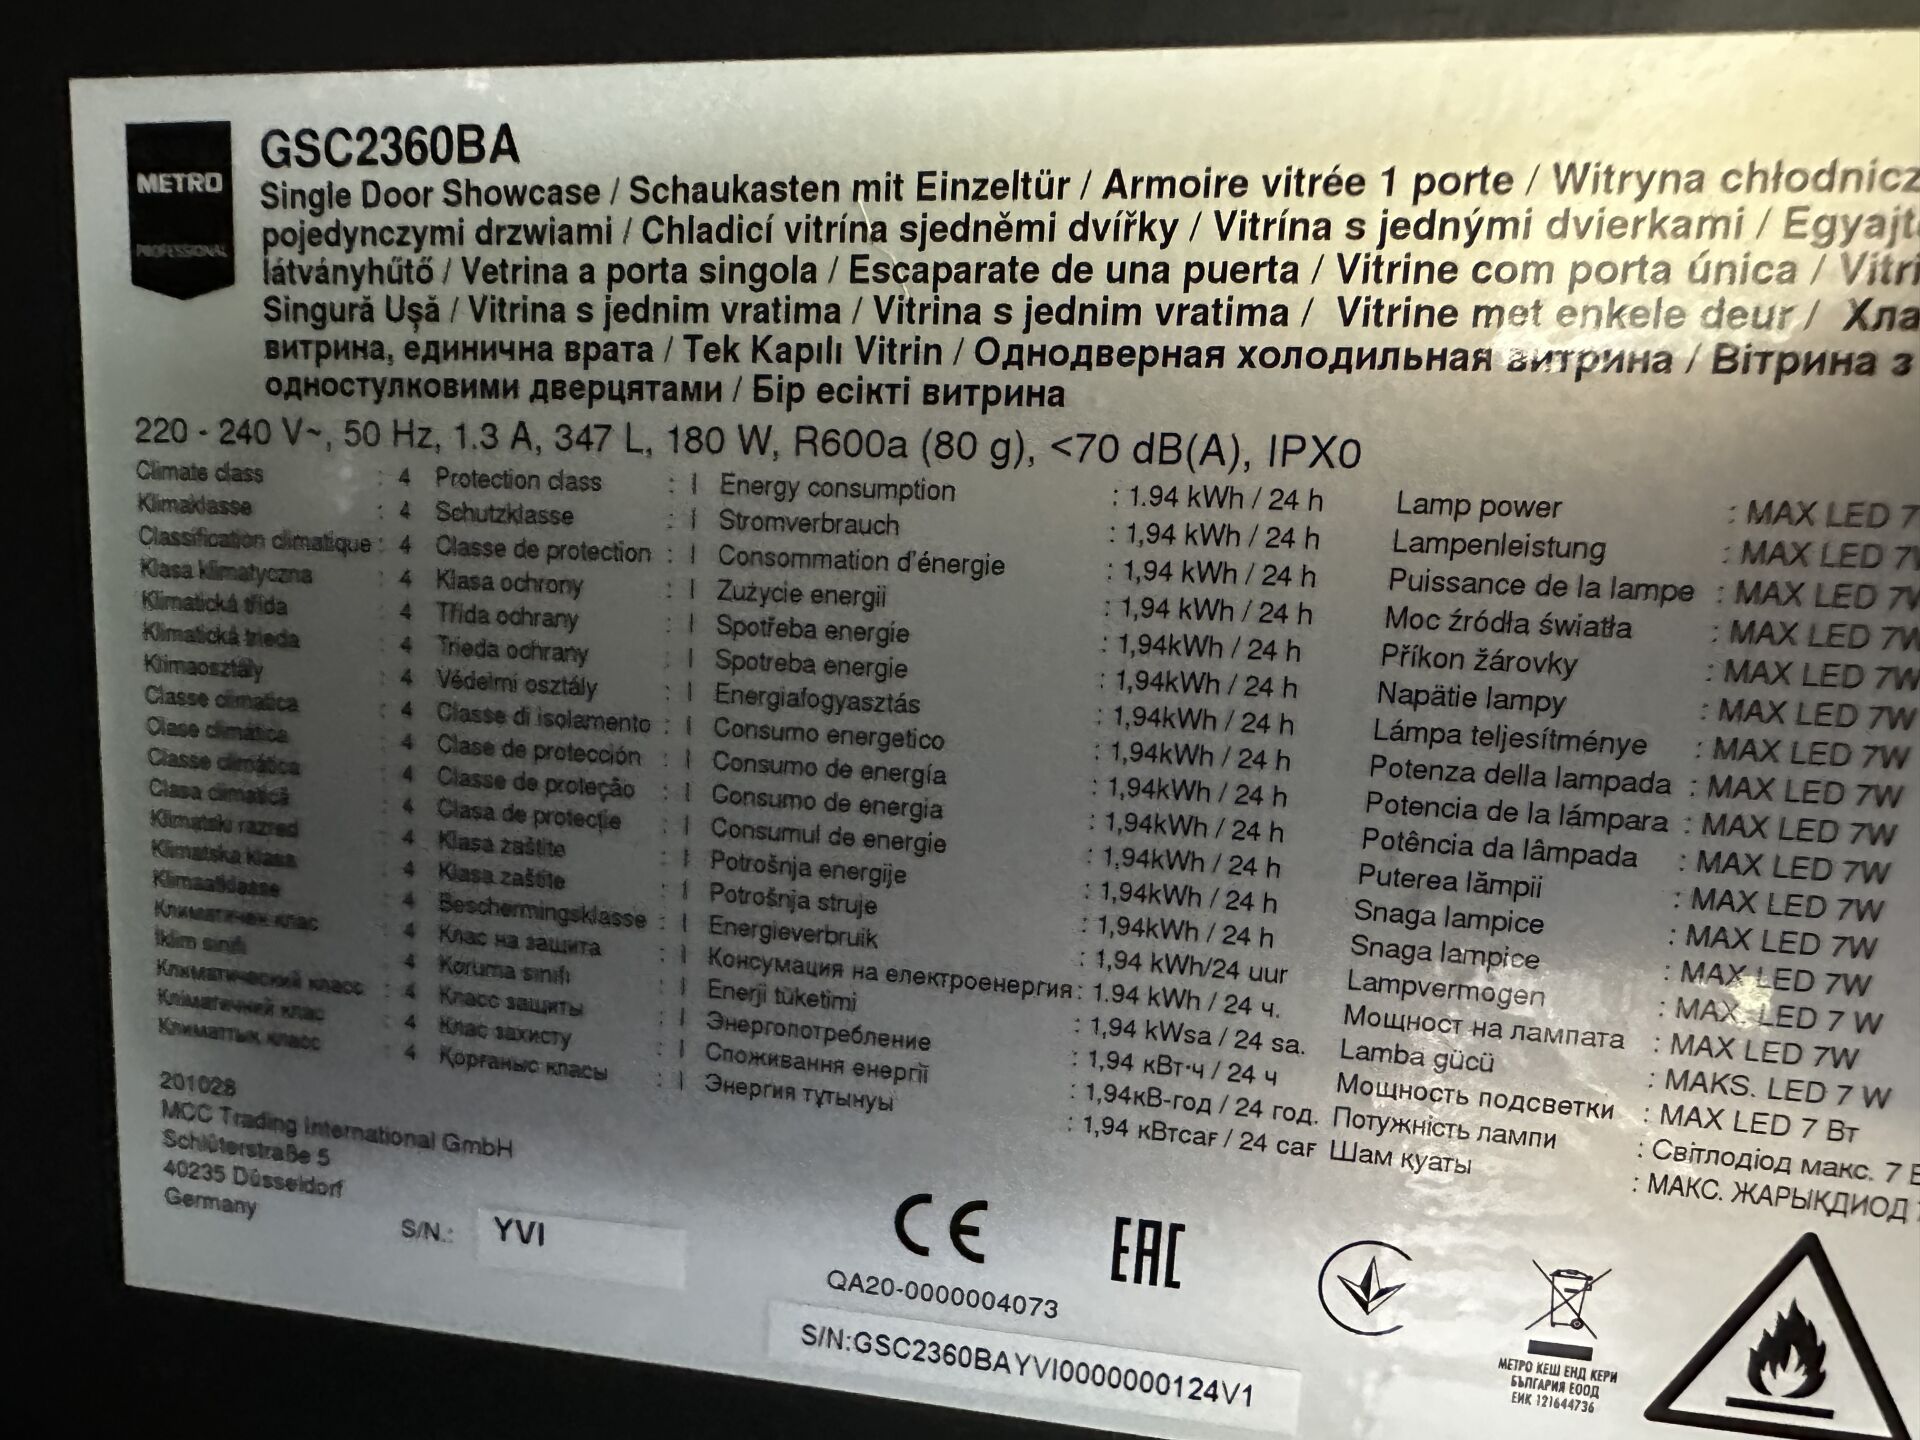 METRO
PROFESSIONAL
GSC2360BA
Single Door Showcase / Schaukasten mit Einzeltür / Armoire vitrée 1 porte / Witryna chłodnicz
pojedynczymi drzwiami / Chladicí vitrína sjedněmi dvířky / Vitrína s jednými dvierkami / Egyajt
látványhűtő / Vetrina a porta singola / Escaparate de una puerta / Vitrine com porta única / Vitri
Singură Uşă / Vitrina s jednim vratima / Vitrina s jednim vratima / Vitrine met enkele deur / Хла
витрина, единична врата / Tek Kapılı Vitrin / Однодверная холодильная витрина / Вітрина з
одностулковими дверцятами / Бір есікті витрина
220 - 240 V~, 50 Hz, 1.3 A, 347 L, 180 W, R600a (80 g), <70 dB(A), IPX0
Climate class : 4 Protection class : I Energy consumption : 1.94 kWh / 24 h Lamp power : MAX LED 7
Klimaklasse : 4 Schutzklasse : I Stromverbrauch : 1,94 kWh / 24 h Lampenleistung : MAX LED 7W
Classification climatique : 4 Classe de protection : I Consommation d'énergie : 1,94 kWh / 24 h Puissance de la lampe : MAX LED 7W
Klasa klimatyczna : 4 Klasa ochrony : I Zużycie energii : 1,94 kWh / 24 h Moc źródła światła : MAX LED 7W
Klimatická třída : 4 Třída ochrany : I Spotřeba energie : 1,94kWh / 24 h Příkon žárovky : MAX LED 7W
Klimatická trieda : 4 Trieda ochrany : I Spotreba energie : 1,94kWh / 24 h Napätie lampy : MAX LED 7W
Klímaosztály : 4 Védelmi osztály : I Energiafogyasztás : 1,94kWh / 24 h Lámpa teljesítménye : MAX LED 7W
Classe climatica : 4 Classe di isolamento : I Consumo energetico : 1,94kWh / 24 h Potenza della lampada : MAX LED 7W
Clase climática : 4 Clase de protección : I Consumo de energía : 1,94kWh / 24 h Potencia de la lámpara : MAX LED 7W
Classe climática : 4 Classe de proteção : I Consumo de energia : 1,94kWh / 24 h Potência da lâmpada : MAX LED 7W
Clasa climatică : 4 Clasa de protecţie : I Consumul de energie : 1,94kWh / 24 h Puterea lămpii : MAX LED 7W
Klimatski razred : 4 Klasa zaštite : I Potrošnja energije : 1,94kWh / 24 h Snaga lampice : MAX LED 7W
Klimatska klasa : 4 Klasa zaštite : I Potrošnja struje : 1,94kWh / 24 h Snaga lampice : MAX LED 7W
Klimaatklasse : 4 Beschermingsklasse : I Energieverbruik : 1,94 kWh/24 uur Lampvermogen : MAX LED 7 W
Климатичен клас : 4 Клас на защита : I Консумация на електроенергия : 1.94 kWh / 24 ч. Мощност на лампата : MAX LED 7W
İklim sınıfı : 4 Koruma sınıfı : I Enerji tüketimi : 1,94 kWsa / 24 sa. Lamba gücü : MAKS. LED 7 W
Климатический класс : 4 Класс защиты : I Энергопотребление : 1,94 кВт·ч / 24 ч Мощность подсветки : MAX LED 7 Вт
Кліматичний клас : 4 Клас захисту : I Споживання енергії : 1,94кВ-год / 24 год. Потужність лампи : Світлодіод макс. 7 В
Климаттық класс : 4 Қорғаныс класы : I Энергия тұтынуы : 1,94 кВтсағ / 24 сағ Шам қуаты : МАКС. ЖАРЫҚДИОД 7
201028
MCC Trading International GmbH
Schlüterstraße 5
40235 Düsseldorf
Germany
S/N.: YVI
CE
EAC
QA20-0000004073
S/N:GSC2360BAYVI0000000124V1
МЕТРО КЕШ ЕНД КЕРИ
БЪЛГАРИЯ ЕООД
ЕИК 121644736